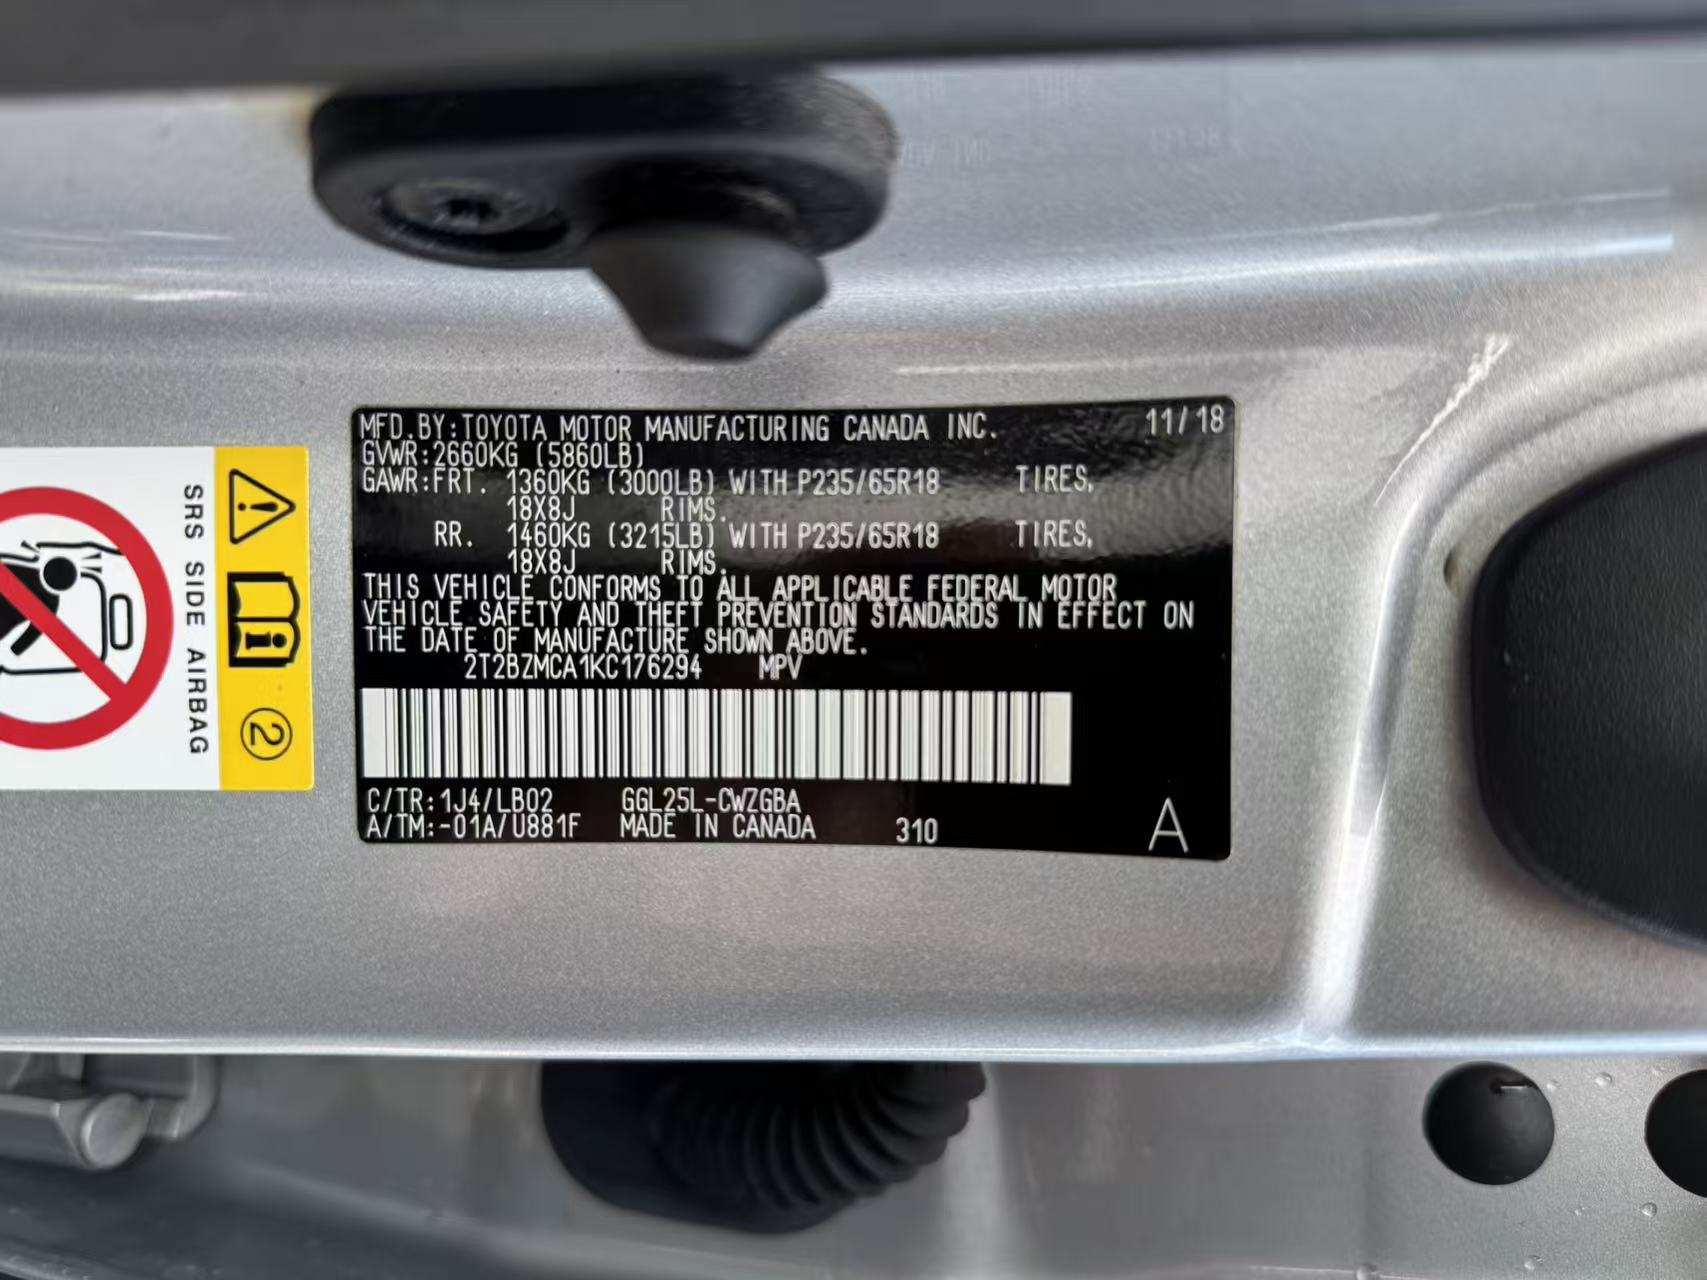 MFD.BY:TOYOTA MOTOR MANUFACTURING CANADA INC. 11/18
GVWR:2660KG (5860LB)
GAWR:FRT. 1360KG (3000LB) WITH P235/65R18 TIRES,
18X8J RIMS.
RR. 1460KG (3215LB) WITH P235/65R18 TIRES,
18X8J RIMS.
THIS VEHICLE CONFORMS TO ALL APPLICABLE FEDERAL MOTOR
VEHICLE SAFETY AND THEFT PREVENTION STANDARDS IN EFFECT ON
THE DATE OF MANUFACTURE SHOWN ABOVE.
2T2BZMCA1KC176294 MPV
C/TR:1J4/LB02 GGL25L-CWZGBA
A/TM:-01A/U881F MADE IN CANADA 310 A
SRS SIDE AIRBAG
2